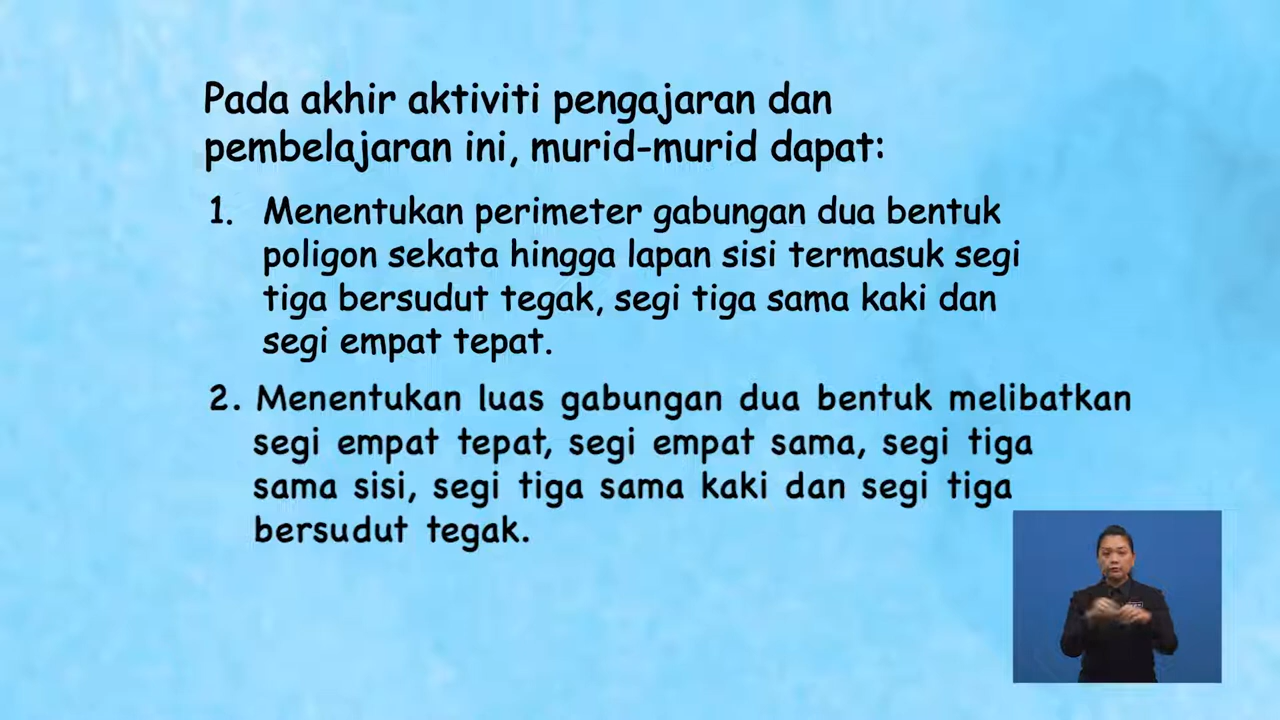 Pada akhir aktiviti pengajaran dan
pembelajaran ini, murid-murid dapat:
1. Menentukan perimeter gabungan dua bentuk
poligon sekata hingga lapan sisi termasuk segi
tiga bersudut tegak, segi tiga sama kaki dan
segi empat tepat.
2. Menentukan luas gabungan dua bentuk melibatkan
segi empat tepat, segi empat sama, segi tiga
sama sisi, segi tiga sama kaki dan segi tiga
bersudut tegak.